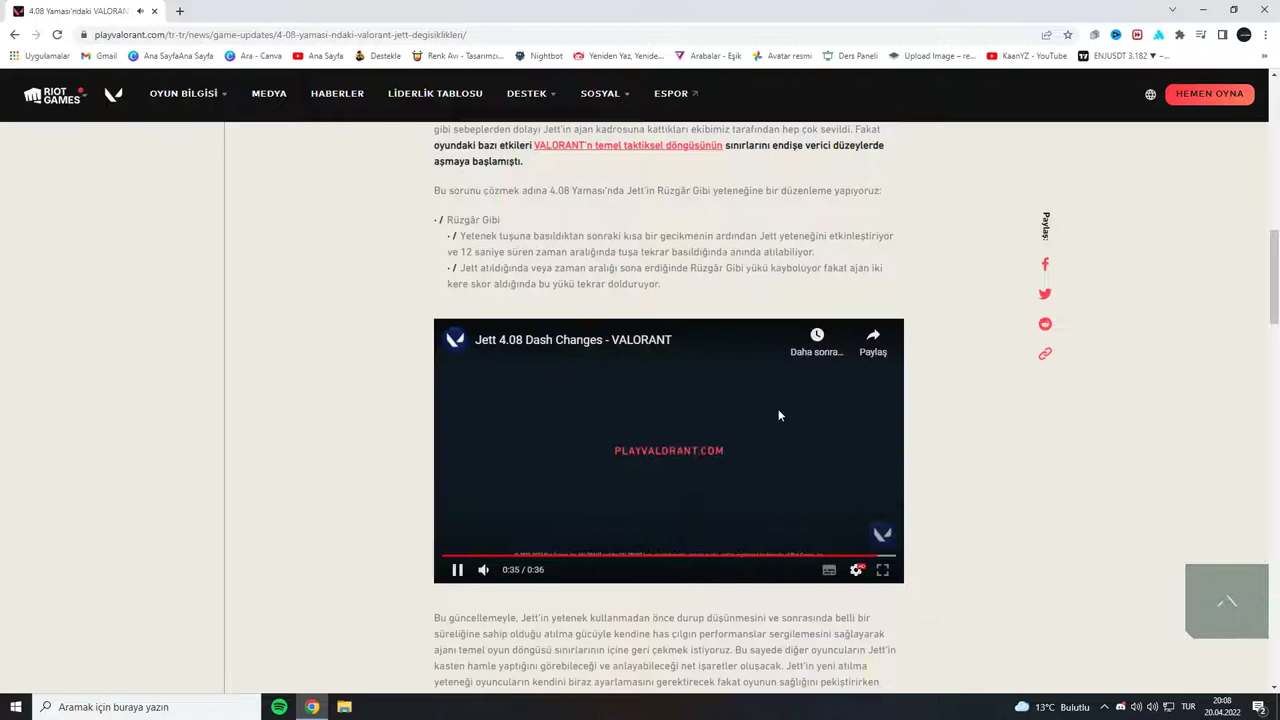 4.08 Yaması'ndaki VALORAN
playvalorant.com/tr-tr/news/game-updates/4-08-yamasi-ndaki-valorant-jett-degisiklikleri/
Uygulamalar
Gmail
Ana SayfaAna Sayfa
Ara - Canva
Ana Sayfa
Destekle
Renk Avı - Tasarımcı...
Nightbot
Yeniden Yaz, Yenide...
Arabalar - Eşik
Avatar resmi
Ders Paneli
Upload Image – re...
KaanYZ - YouTube
ENJUSDT 3.182 ▼ –...
RIOT GAMES
OYUN BİLGİSİ
MEDYA
HABERLER
LİDERLİK TABLOSU
DESTEK
SOSYAL
ESPOR
HEMEN OYNA
gibi sebeplerden dolayı Jett'in ajan kadrosuna kattıkları ekibimiz tarafından hep çok sevildi. Fakat
oyundaki bazı etkileri VALORANT'n temel taktiksel döngüsünün sınırlarını endişe verici düzeylerde
aşmaya başlamıştı.
Bu sorunu çözmek adına 4.08 Yaması'nda Jett'in Rüzgâr Gibi yeteneğine bir düzenleme yapıyoruz:
· / Rüzgâr Gibi
· / Yetenek tuşuna basıldıktan sonraki kısa bir gecikmenin ardından Jett yeteneğini etkinleştiriyor
ve 12 saniye süren zaman aralığında tuşa tekrar basıldığında anında atılabiliyor.
· / Jett atıldığında veya zaman aralığı sona erdiğinde Rüzgâr Gibi yükü kayboluyor fakat ajan iki
kere skor aldığında bu yükü tekrar dolduruyor.
Paylaş:
Jett 4.08 Dash Changes - VALORANT
Daha sonra...
Paylaş
PLAYVALORANT.COM
0:35 / 0:36
HD
Bu güncellemeyle, Jett'in yetenek kullanmadan önce durup düşünmesini ve sonrasında belli bir
süreliğine sahip olduğu atılma gücüyle kendine has çılgın performanslar sergilemesini sağlayarak
ajanı temel oyun döngüsü sınırlarının içine geri çekmek istiyoruz. Bu sayede diğer oyuncuların Jett'in
kasten hamle yaptığını görebileceği ve anlayabileceği net işaretler oluşacak. Jett'in yeni atılma
yeteneği oyuncuların kendini biraz ayarlamasını gerektirecek fakat oyunun sağlığını pekiştirirken
Aramak için buraya yazın
13°C Bulutlu
TUR
20:08
20.04.2022
2